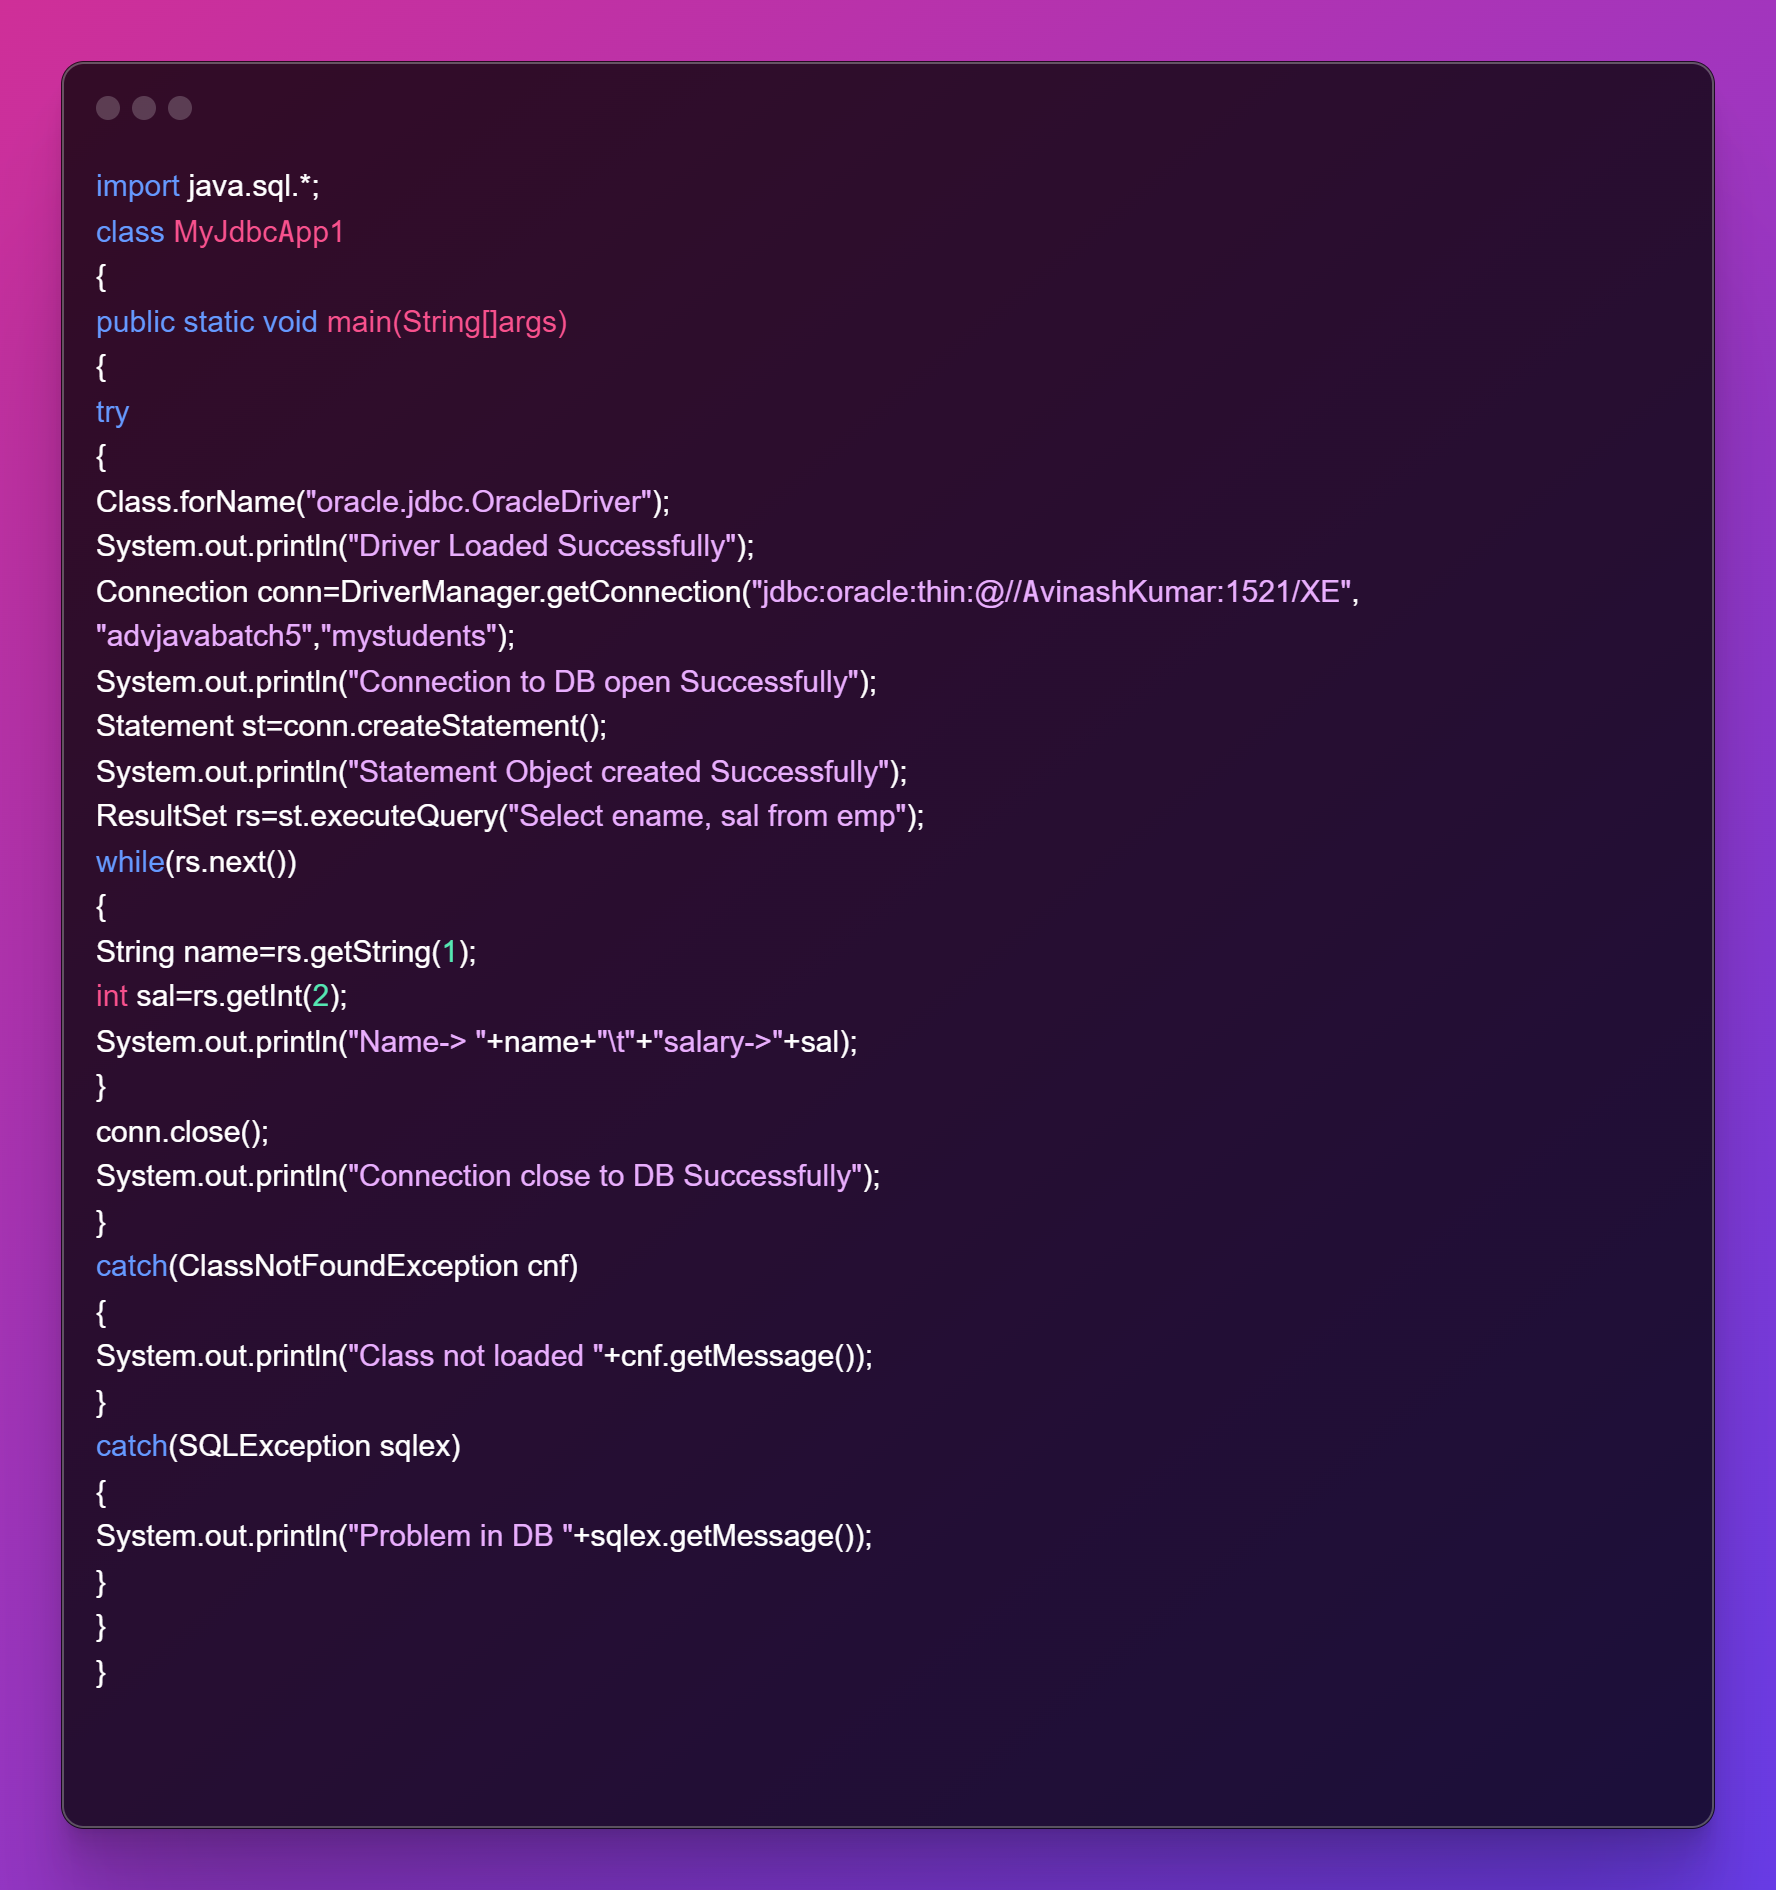 import java.sql.*;
class MyJdbcApp1
{
public static void main(String[]args)
{
try
{
Class.forName("oracle.jdbc.OracleDriver");
System.out.println("Driver Loaded Successfully");
Connection conn=DriverManager.getConnection("jdbc:oracle:thin:@//AvinashKumar:1521/XE",
"advjavabatch5","mystudents");
System.out.println("Connection to DB open Successfully");
Statement st=conn.createStatement();
System.out.println("Statement Object created Successfully");
ResultSet rs=st.executeQuery("Select ename, sal from emp");
while(rs.next())
{
String name=rs.getString(1);
int sal=rs.getInt(2);
System.out.println("Name-> "+name+"\t"+"salary->"+sal);
}
conn.close();
System.out.println("Connection close to DB Successfully");
}
catch(ClassNotFoundException cnf)
{
System.out.println("Class not loaded "+cnf.getMessage());
}
catch(SQLException sqlex)
{
System.out.println("Problem in DB "+sqlex.getMessage());
}
}
}